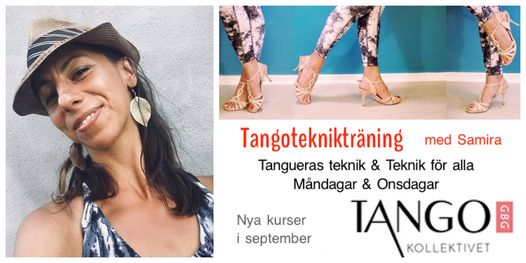 Tangoteknikträning med Samira
Tangueras teknik & Teknik för alla
Måndagar & Onsdagar
Nya kurser
i september
TANGO GBG
KOLLEKTIVET